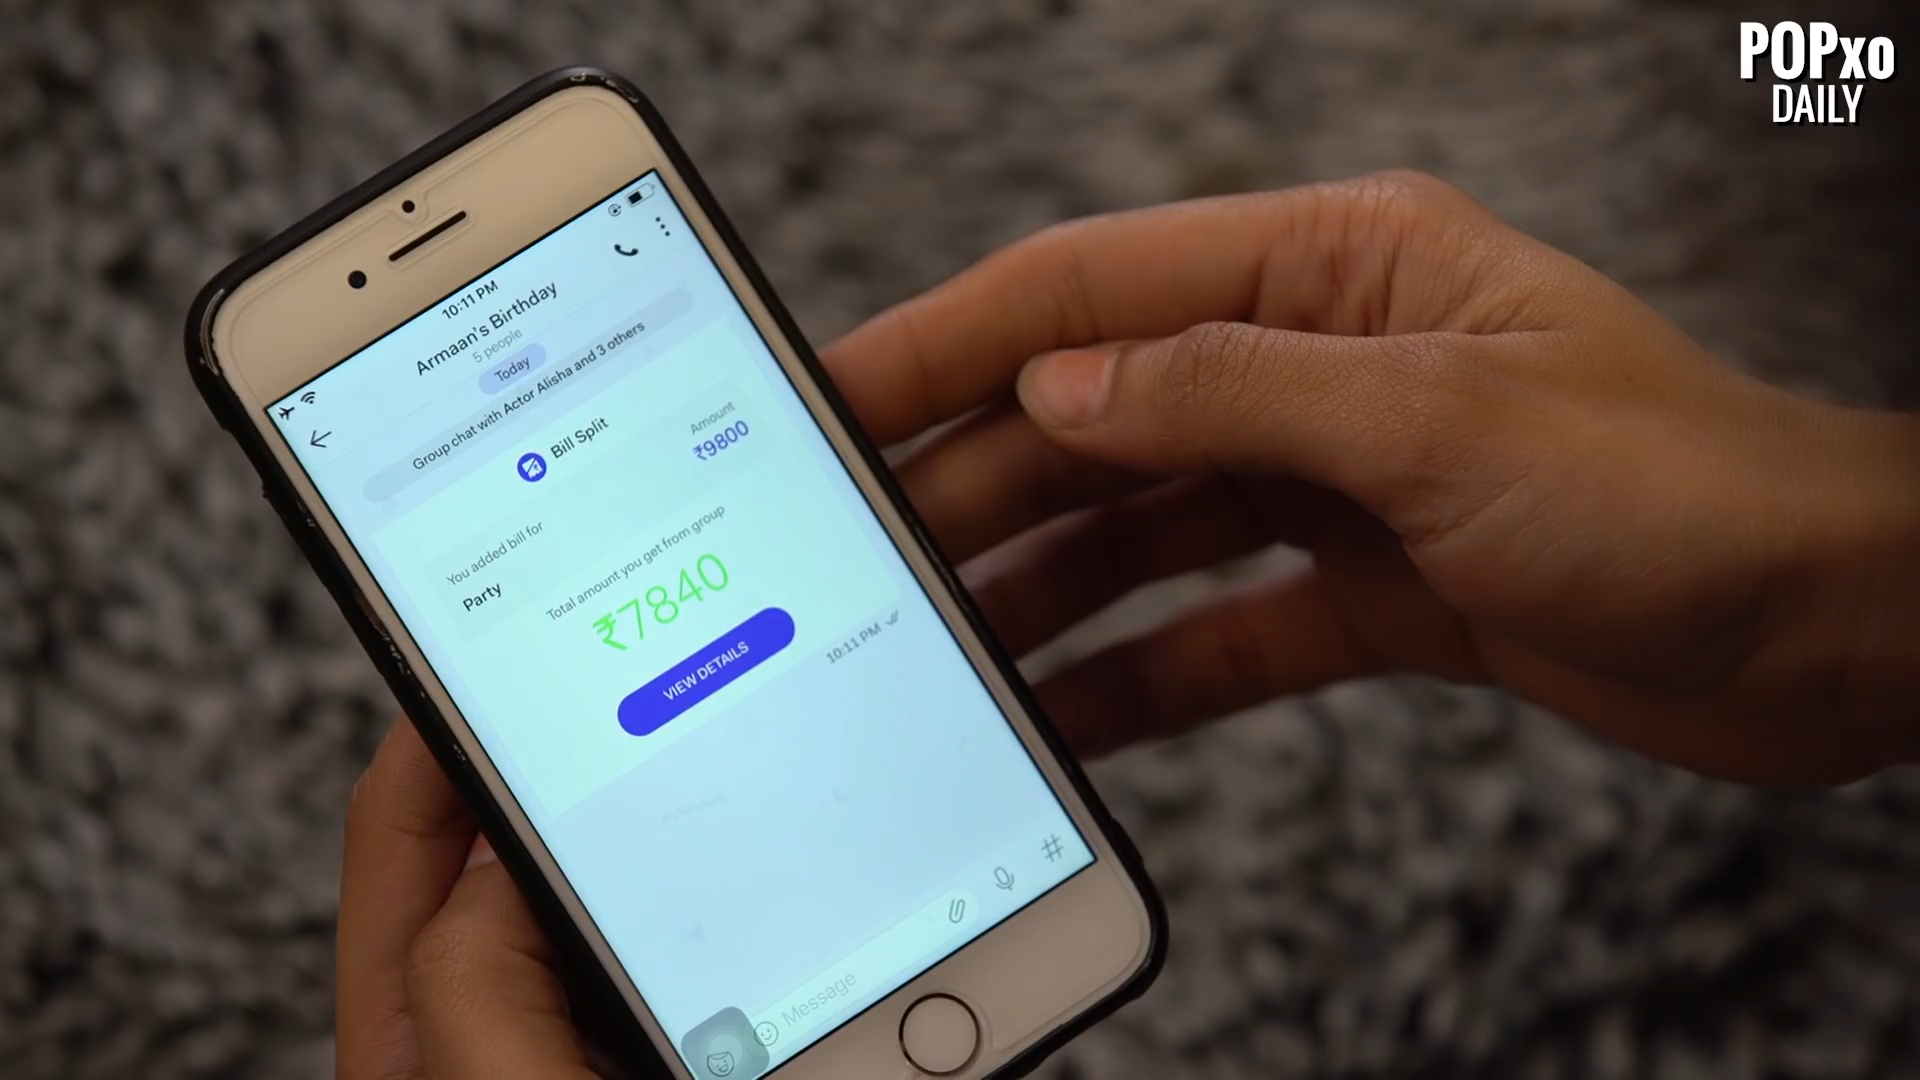 POPxo
DAILY
10:11 PM
Armaan's Birthday
5 people
Today
Group chat with Actor Alisha and 3 others
Bill Split
Amount
₹9800
You added bill for
Party
Total amount you get from group
₹7840
VIEW DETAILS
10:11 PM
Message